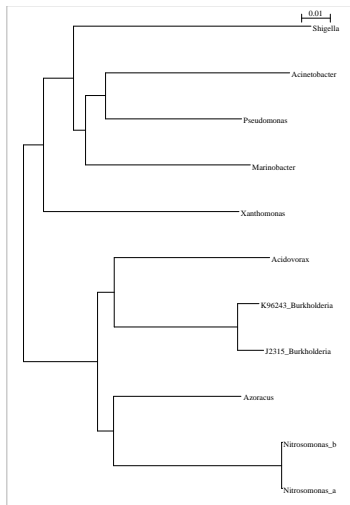 0.01
Shigella
Acinetobacter
Pseudomonas
Marinobacter
Xanthomonas
Acidovorax
K96243_Burkholderia
J2315_Burkholderia
Azoracus
Nitrosomonas_b
Nitrosomonas_a